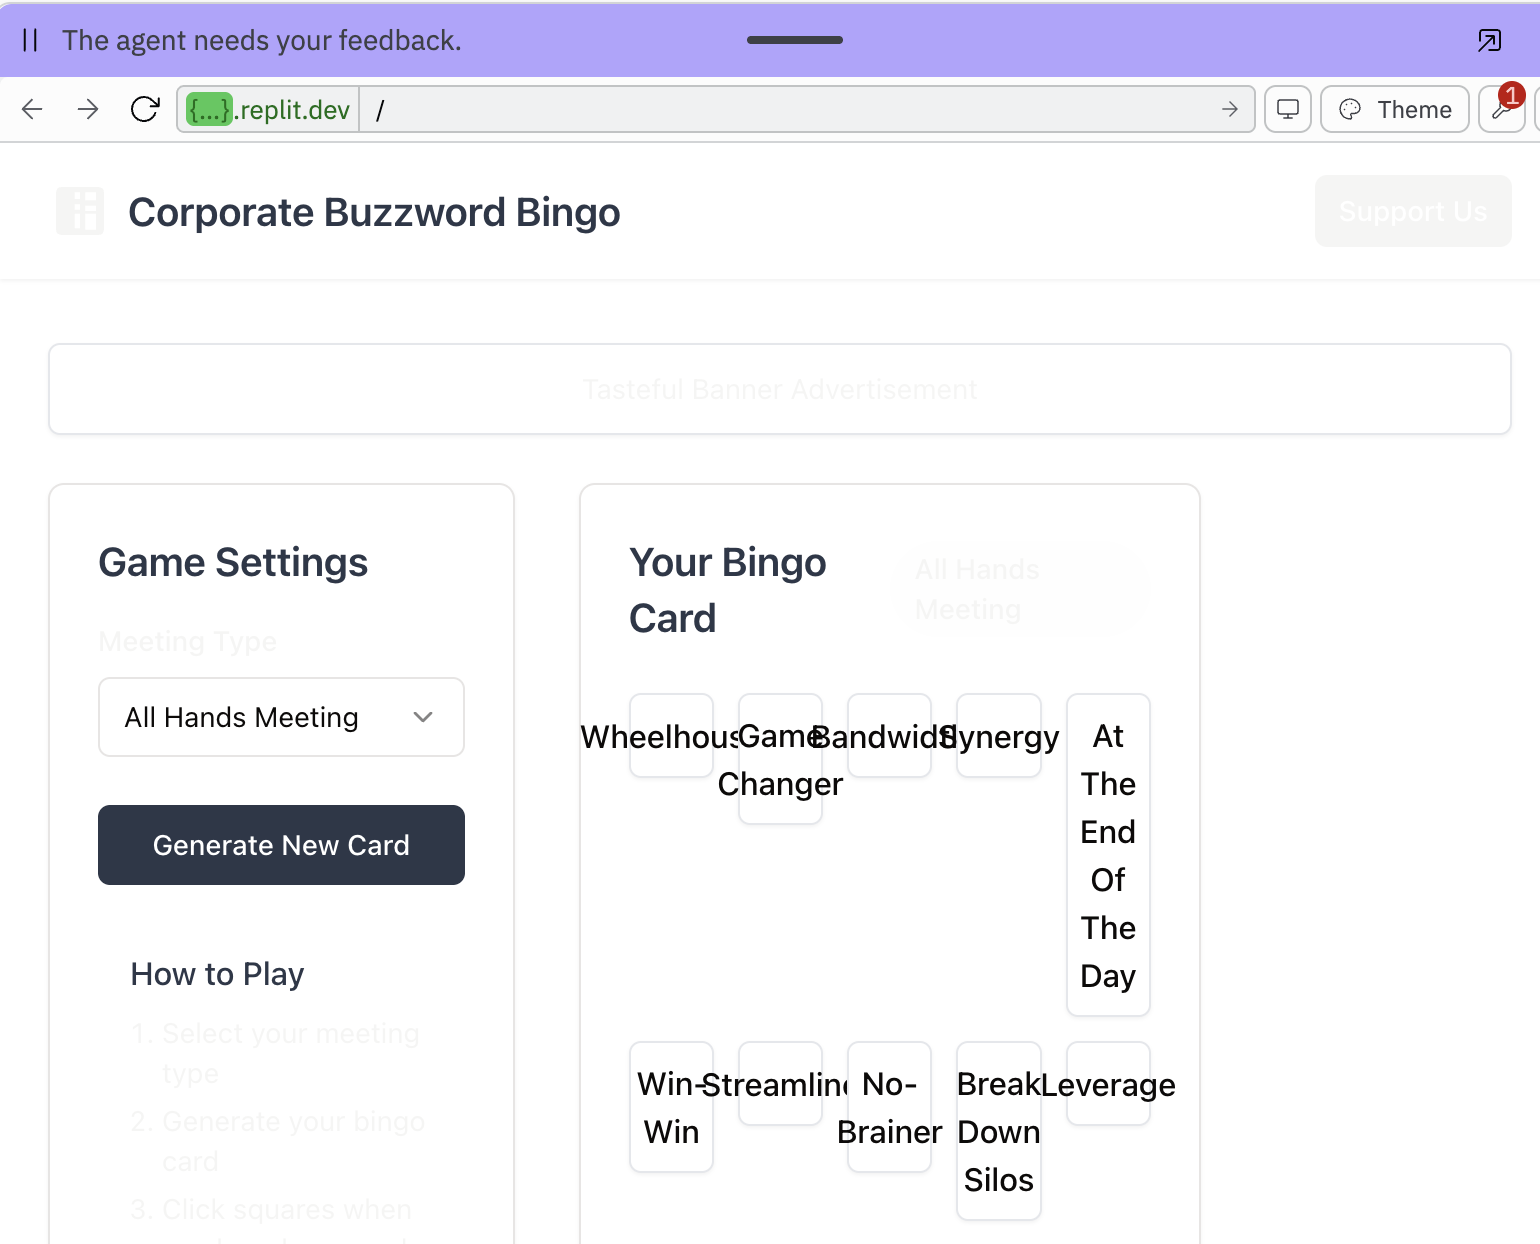 The agent needs your feedback.
{...}.replit.dev /
Theme
1
Corporate Buzzword Bingo
Support Us
Tasteful Banner Advertisement
Game Settings
Meeting Type
All Hands Meeting
Generate New Card
How to Play
1. Select your meeting
type
2. Generate your bingo
card
3. Click squares when
Your Bingo
Card
All Hands
Meeting
Wheelhous
Game
Changer
Bandwidt
Synergy
At
The
End
Of
The
Day
Win-
Win
Streamline
No-
Brainer
Break
Down
Silos
Leverage